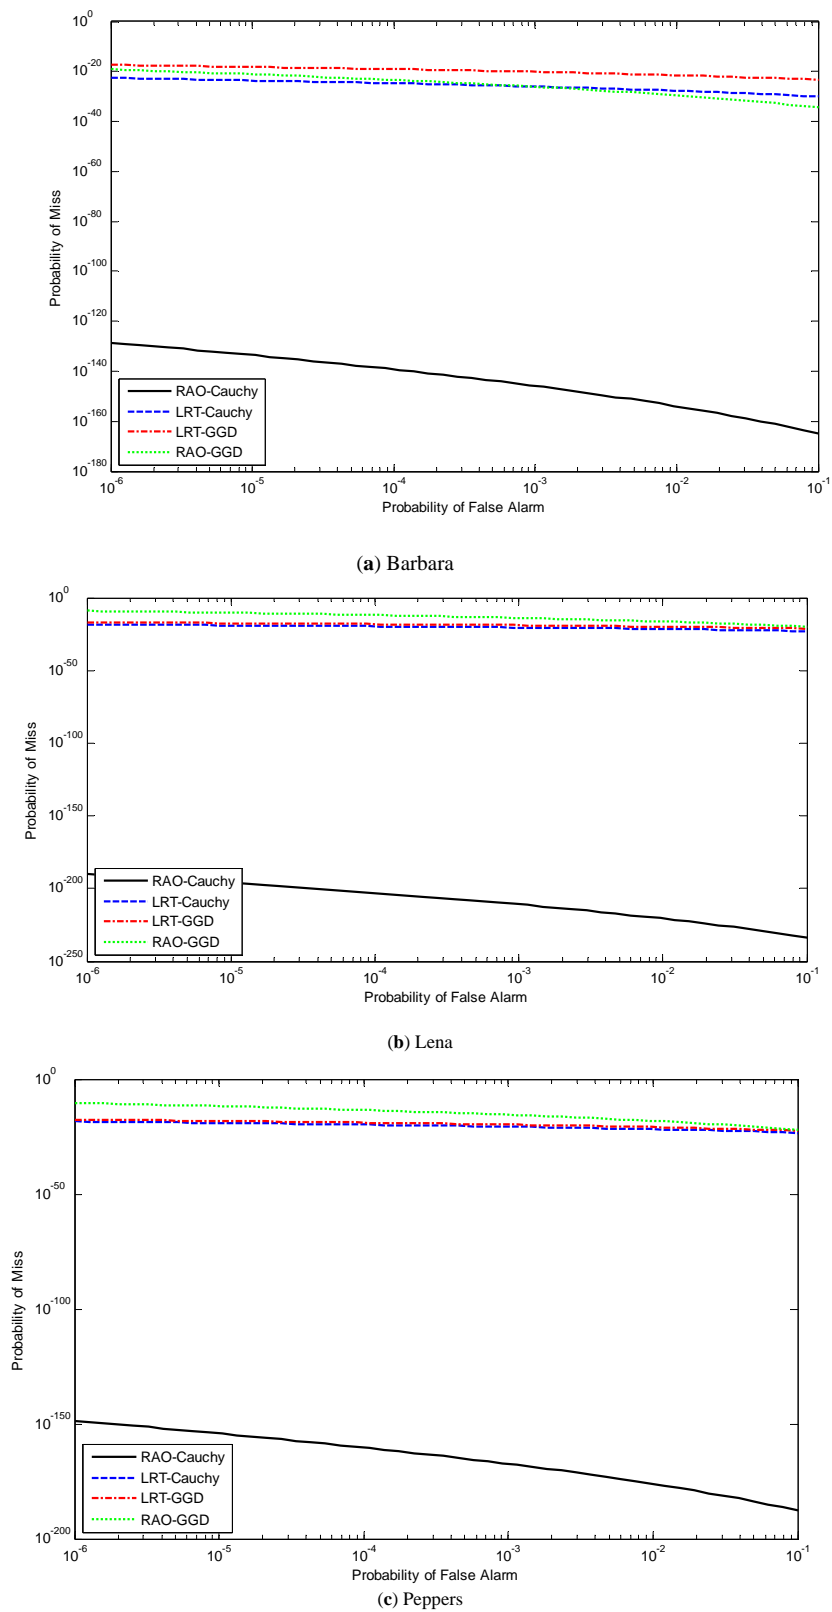 10^0
10^-20
10^-40
10^-60
10^-80
10^-100
10^-120
10^-140
10^-160
10^-180
Probability of Miss
RAO-Cauchy
LRT-Cauchy
LRT-GGD
RAO-GGD
10^-6 10^-5 10^-4 10^-3 10^-2 10^-1
Probability of False Alarm
(a) Barbara
10^0
10^-50
10^-100
10^-150
10^-200
10^-250
Probability of Miss
RAO-Cauchy
LRT-Cauchy
LRT-GGD
RAO-GGD
10^-6 10^-5 10^-4 10^-3 10^-2 10^-1
Probability of False Alarm
(b) Lena
10^0
10^-50
10^-100
10^-150
10^-200
Probability of Miss
RAO-Cauchy
LRT-Cauchy
LRT-GGD
RAO-GGD
10^-6 10^-5 10^-4 10^-3 10^-2 10^-1
Probability of False Alarm
(c) Peppers